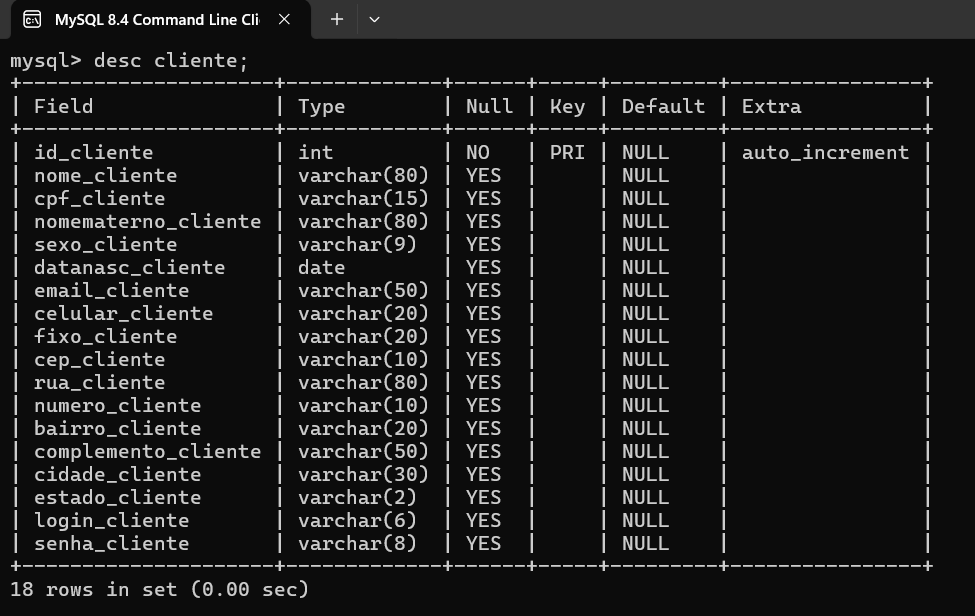 MySQL 8.4 Command Line Cli
mysql> desc cliente;
+----------------------+-------------+------+-----+---------+----------------+
| Field                | Type        | Null | Key | Default | Extra          |
+----------------------+-------------+------+-----+---------+----------------+
| id_cliente           | int         | NO   | PRI | NULL    | auto_increment |
| nome_cliente         | varchar(80) | YES  |     | NULL    |                |
| cpf_cliente          | varchar(15) | YES  |     | NULL    |                |
| nomematerno_cliente  | varchar(80) | YES  |     | NULL    |                |
| sexo_cliente         | varchar(9)  | YES  |     | NULL    |                |
| datanasc_cliente     | date        | YES  |     | NULL    |                |
| email_cliente        | varchar(50) | YES  |     | NULL    |                |
| celular_cliente      | varchar(20) | YES  |     | NULL    |                |
| fixo_cliente         | varchar(20) | YES  |     | NULL    |                |
| cep_cliente          | varchar(10) | YES  |     | NULL    |                |
| rua_cliente          | varchar(80) | YES  |     | NULL    |                |
| numero_cliente       | varchar(10) | YES  |     | NULL    |                |
| bairro_cliente       | varchar(20) | YES  |     | NULL    |                |
| complemento_cliente  | varchar(50) | YES  |     | NULL    |                |
| cidade_cliente       | varchar(30) | YES  |     | NULL    |                |
| estado_cliente       | varchar(2)  | YES  |     | NULL    |                |
| login_cliente        | varchar(6)  | YES  |     | NULL    |                |
| senha_cliente        | varchar(8)  | YES  |     | NULL    |                |
+----------------------+-------------+------+-----+---------+----------------+
18 rows in set (0.00 sec)